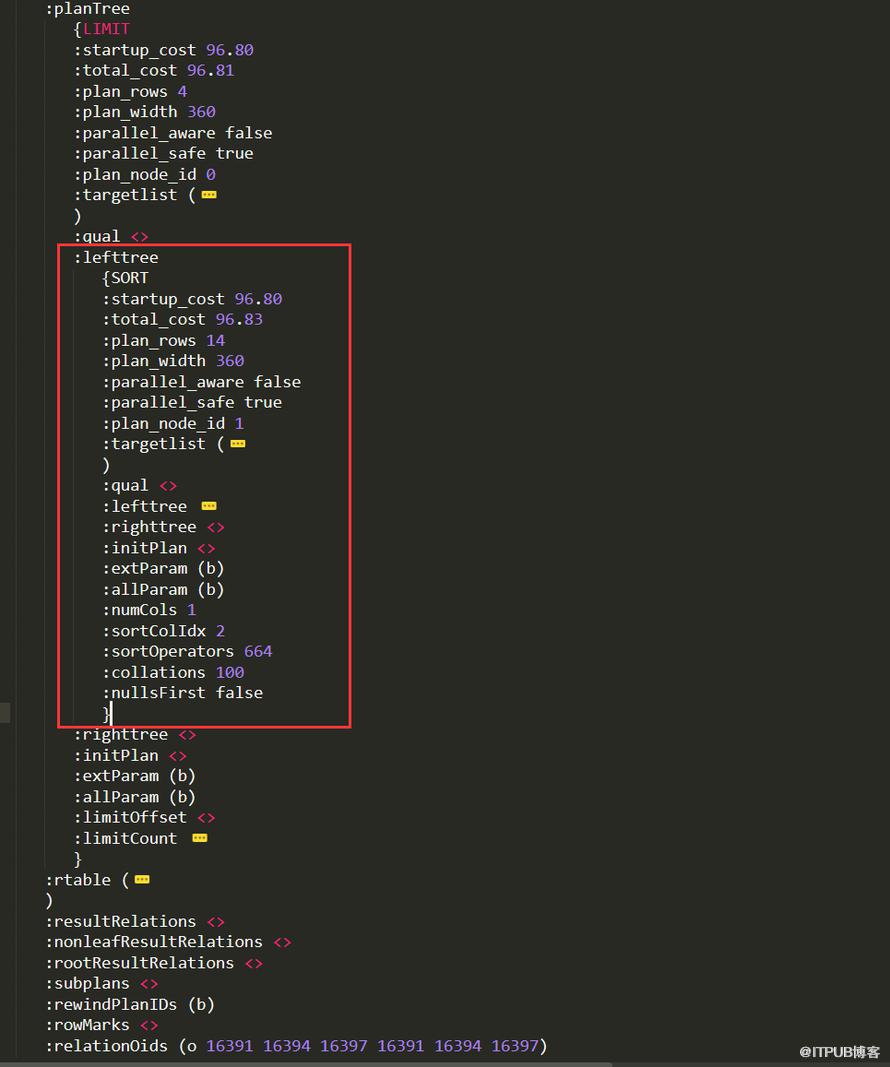 :planTree
{LIMIT
:startup_cost 96.80
:total_cost 96.81
:plan_rows 4
:plan_width 360
:parallel_aware false
:parallel_safe true
:plan_node_id 0
:targetlist (
)
:qual <>
:lefttree
{SORT
:startup_cost 96.80
:total_cost 96.83
:plan_rows 14
:plan_width 360
:parallel_aware false
:parallel_safe true
:plan_node_id 1
:targetlist (
)
:qual <>
:lefttree
:righttree <>
:initPlan <>
:extParam (b)
:allParam (b)
:numCols 1
:sortColIdx 2
:sortOperators 664
:collations 100
:nullsFirst false
}
:righttree <>
:initPlan <>
:extParam (b)
:allParam (b)
:limitOffset <>
:limitCount
}
:rtable (
)
:resultRelations <>
:nonleafResultRelations <>
:rootResultRelations <>
:subplans <>
:rewindPlanIDs (b)
:rowMarks <>
:relationOids (o 16391 16394 16397 16391 16394 16397)
@ITPUB博客